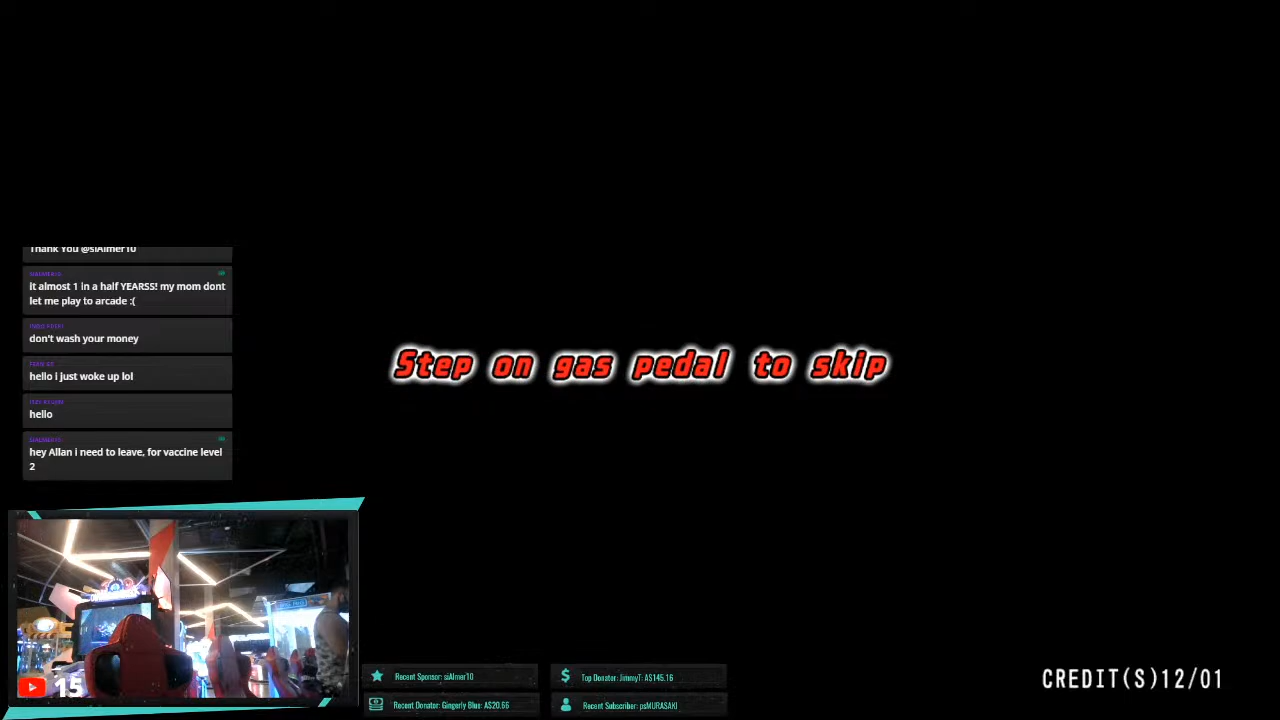 Thank You @siAlmer10
it almost 1 in a half YEARSS! my mom dont
let me play to arcade :(
don't wash your money
hello i just woke up lol
hello
hey Allan i need to leave, for vaccine level
2
Step on gas pedal to skip
15
Recent Sponsor: siAlmer10
Top Donator: JimmyT: A$145.16
Recent Donator: Gingerly Blue: A$20.66
Recent Subscriber: psMURASAKI
CREDIT(S)12/01